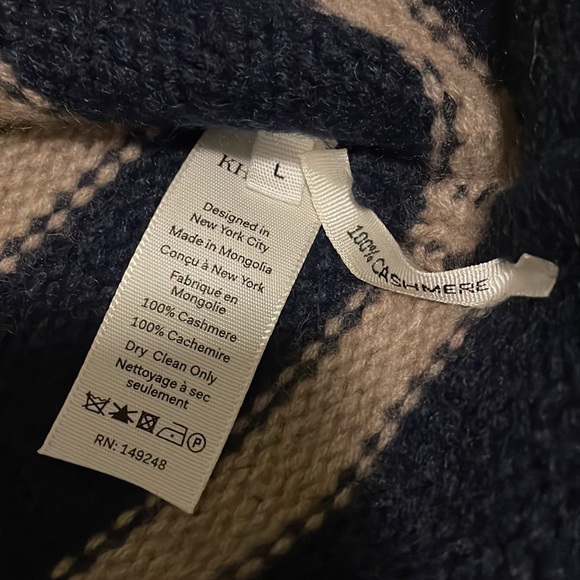 KH
L
Designed in
New York City
Made in Mongolia
Conçu à New York
Fabriqué en
Mongolie
100% Cashmere
100% Cachemire
Dry Clean Only
Nettoyage à sec
seulement
P
RN: 149248
100% CASHMERE